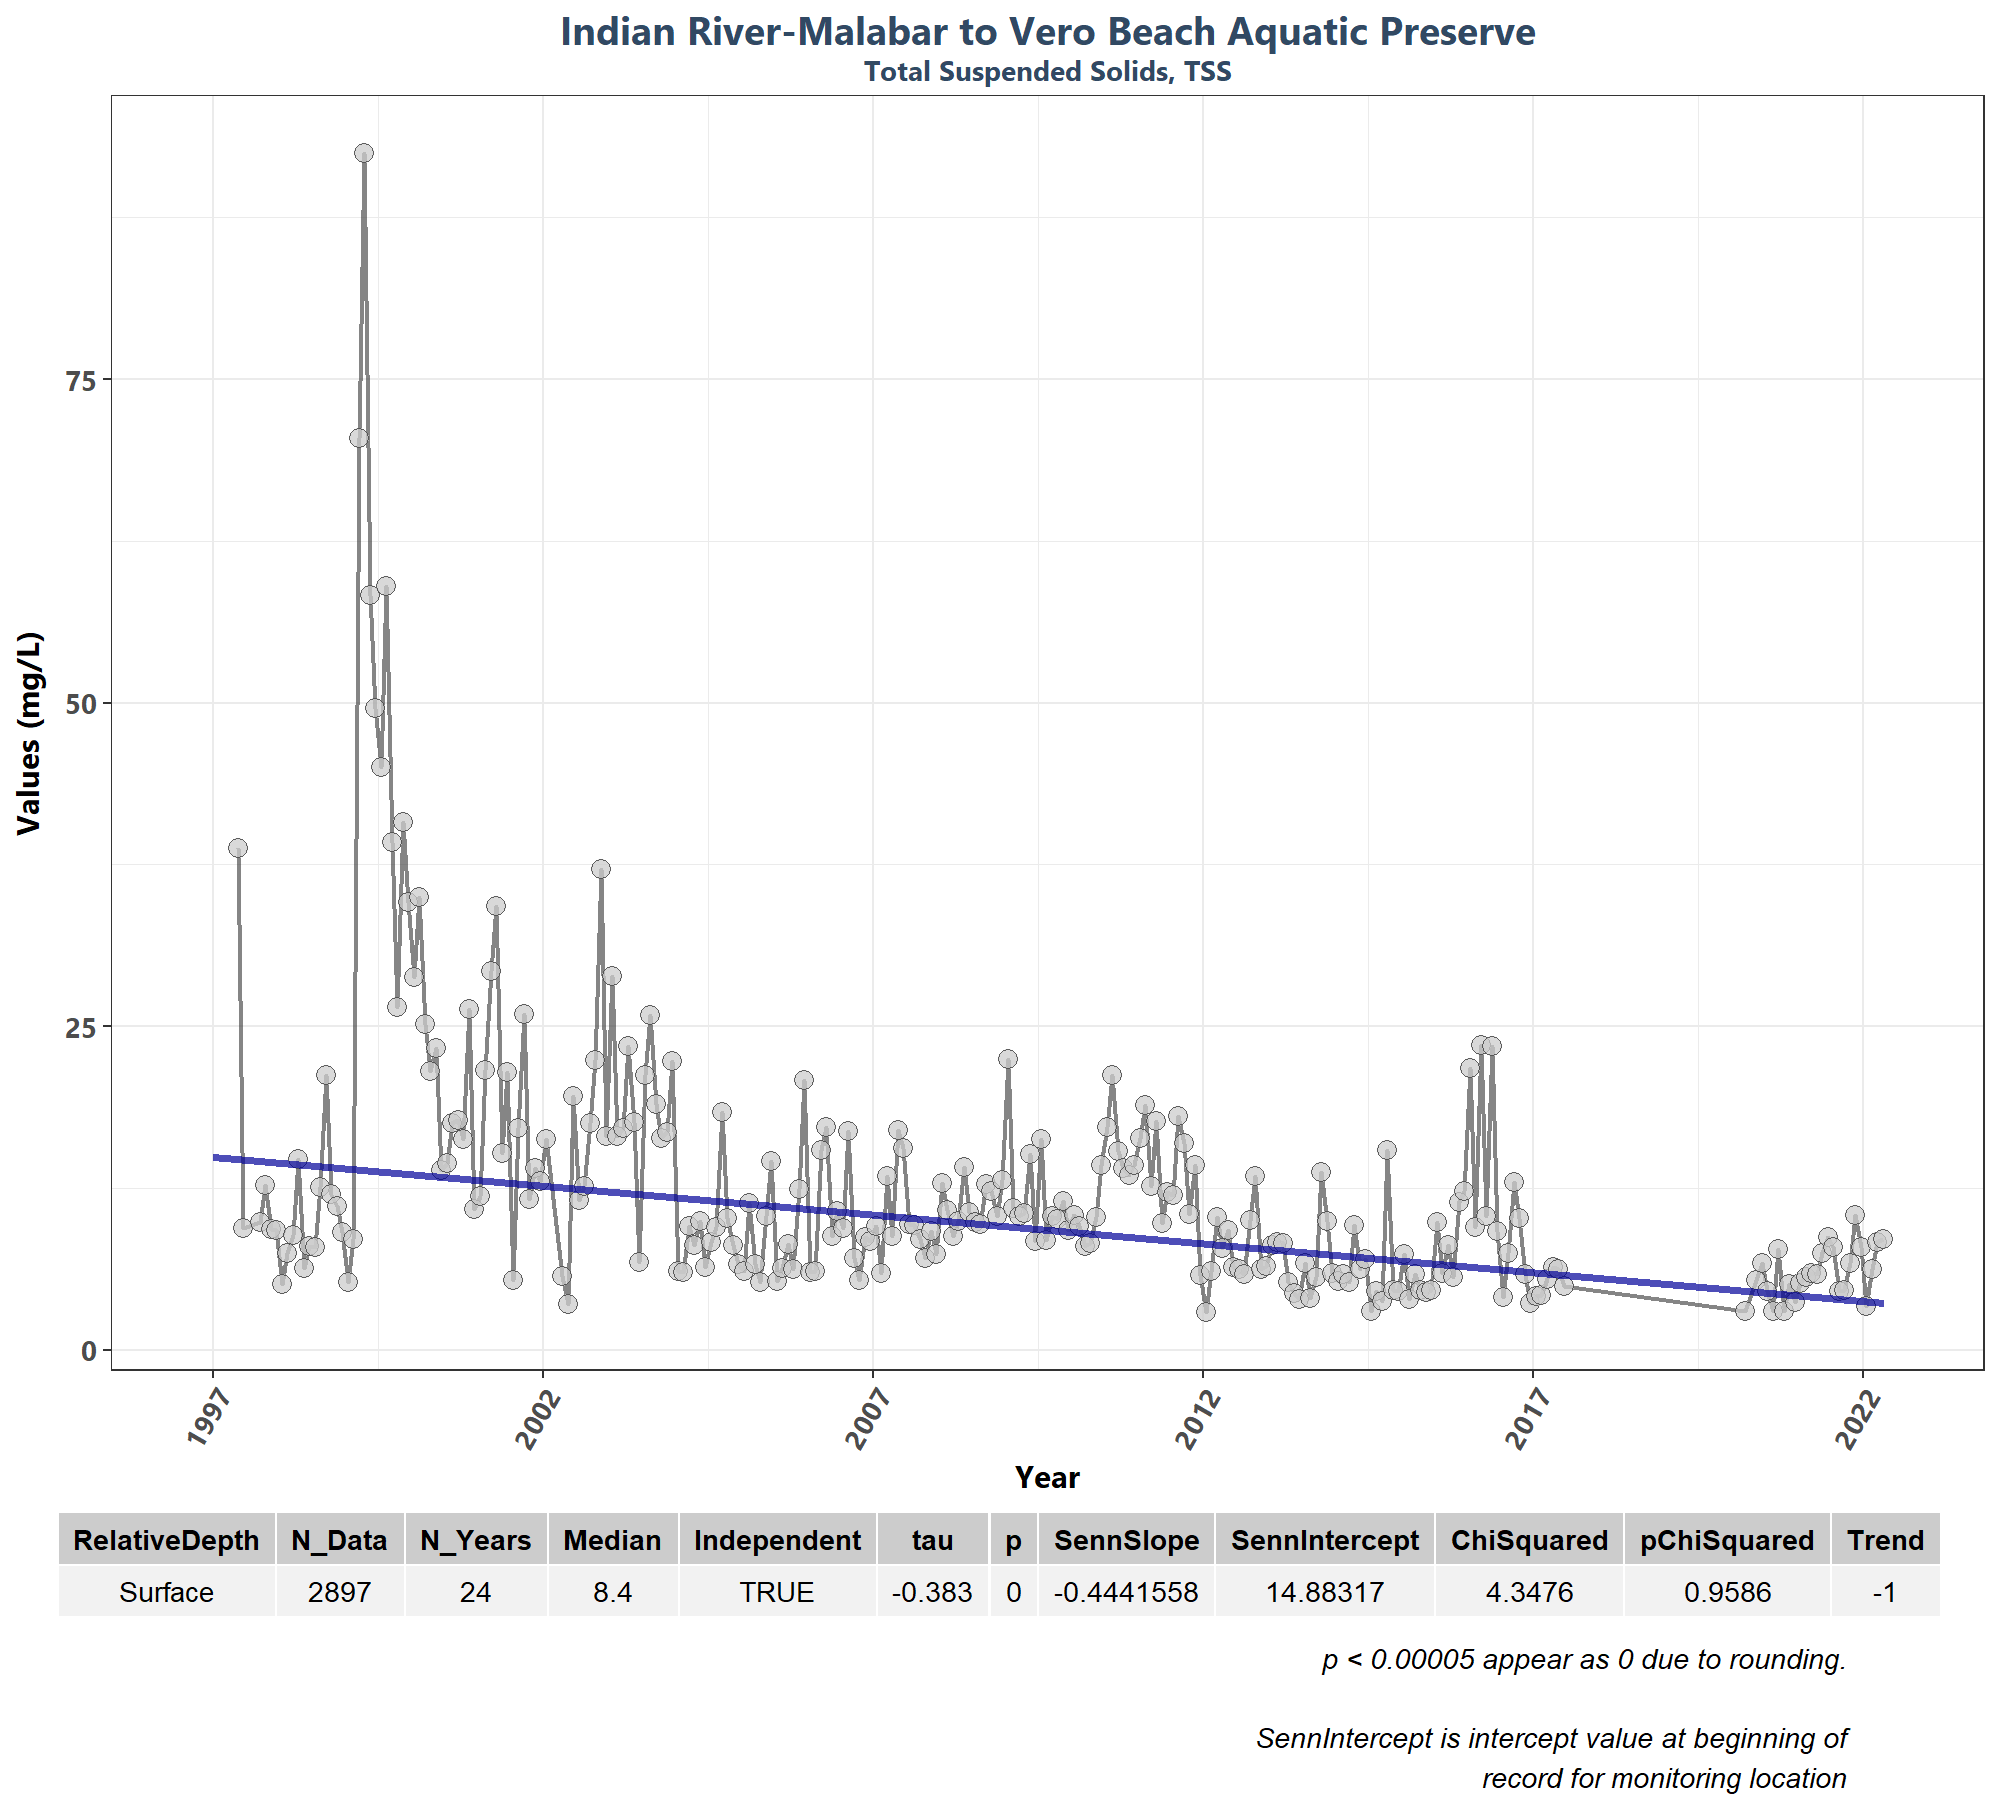 Indian River-Malabar to Vero Beach Aquatic Preserve
Total Suspended Solids, TSS
Values (mg/L)
75
50
25
0
1997
2002
2007
2012
2017
2022
Year
RelativeDepth N_Data N_Years Median Independent tau p SennSlope SennIntercept ChiSquared pChiSquared Trend
Surface 2897 24 8.4 TRUE -0.383 0 -0.4441558 14.88317 4.3476 0.9586 -1
p < 0.00005 appear as 0 due to rounding.
SennIntercept is intercept value at beginning of
record for monitoring location